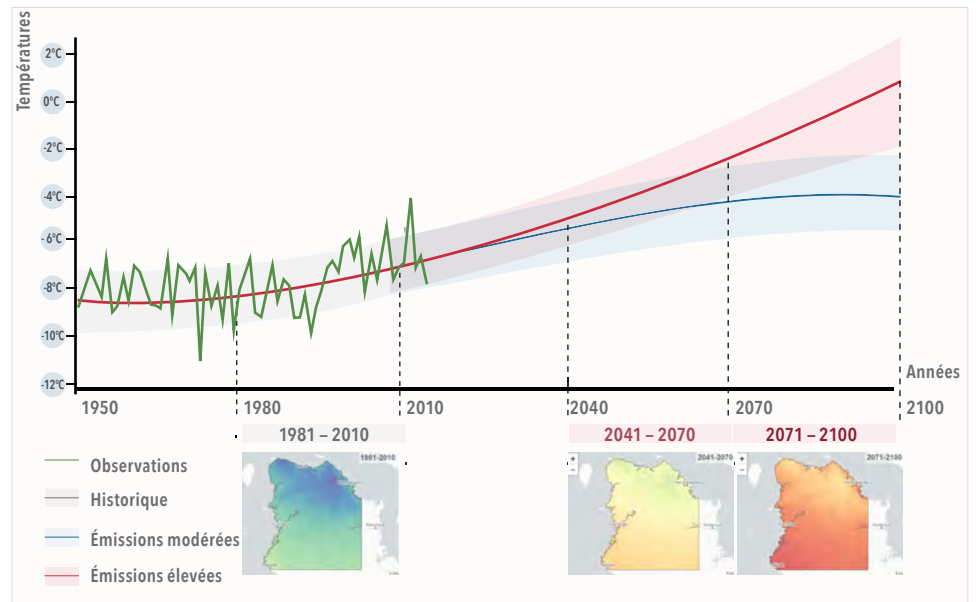 Températures
2°C
0°C
-2°C
-4°C
- 6°C
-8°C
-10°C
-12°C
Années
1950
1980
2010
2040
2070
2100
1981 – 2010
2041 – 2070
2071 – 2100
Observations
Historique
Émissions modérées
Émissions élevées
1981-2010
2041-2070
2071-2100